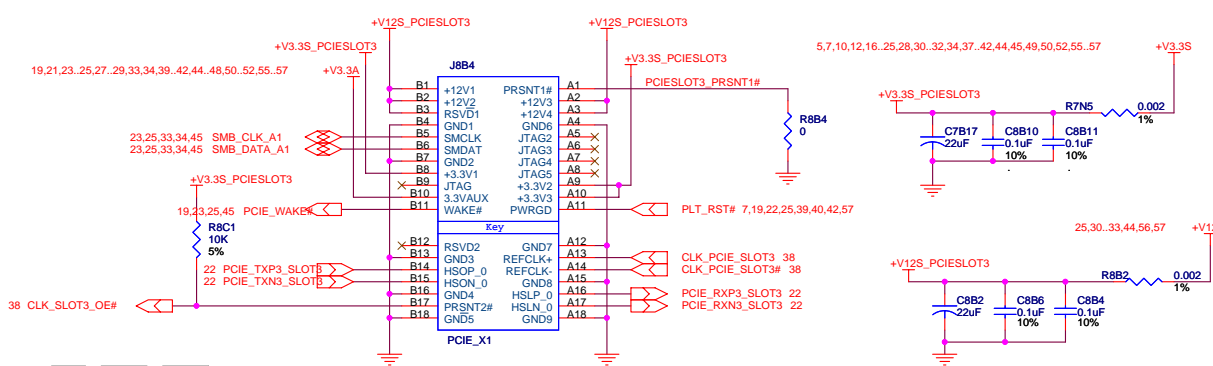 +V12S_PCIESLOT3
+V12S_PCIESLOT3
+V3.3S_PCIESLOT3
19,21,23..25,27..29,33,34,39..42,44..48,50..52,55..57
+V3.3A
J8B4
+V3.3S_PCIESLOT3
PCIESLOT3_PRSNT1#
B1 +12V1 PRSNT1# A1
B2 +12V2 +12V3 A2
B3 RSVD1 +12V4 A3
B4 GND1 GND6 A4
23,25,33,34,45 SMB_CLK_A1 B5 SMCLK JTAG2 A5
23,25,33,34,45 SMB_DATA_A1 B6 SMDAT JTAG3 A6
B7 GND2 JTAG4 A7
B8 +3.3V1 JTAG5 A8
B9 JTAG +3.3V2 A9
B10 3.3VAUX +3.3V3 A10
19,23,25,45 PCIE_WAKE# B11 WAKE# PWRGD A11 PLT_RST# 7,19,22,25,39,40,42,57
Key
B12 RSVD2 GND7 A12
B13 GND3 REFCLK+ A13 CLK_PCIE_SLOT3 38
22 PCIE_TXP3_SLOT3 B14 HSOP_0 REFCLK- A14 CLK_PCIE_SLOT3# 38
22 PCIE_TXN3_SLOT3 B15 HSON_0 GND8 A15
B16 GND4 HSLP_0 A16 PCIE_RXP3_SLOT3 22
38 CLK_SLOT3_OE# B17 PRSNT2# HSLN_0 A17 PCIE_RXN3_SLOT3 22
B18 GND5 GND9 A18
PCIE_X1
+V3.3S_PCIESLOT3
R8C1
10K
5%
R8B4
0
5,7,10,12,16..25,28,30..32,34,37..42,44,45,49,50,52,55..57
+V3.3S
+V3.3S_PCIESLOT3
R7N5
0.002
1%
C7B17
22uF
C8B10
0.1uF
10%
C8B11
0.1uF
10%
25,30..33,44,56,57
+V12
+V12S_PCIESLOT3
R8B2
0.002
1%
C8B2
22uF
C8B6
0.1uF
10%
C8B4
0.1uF
10%